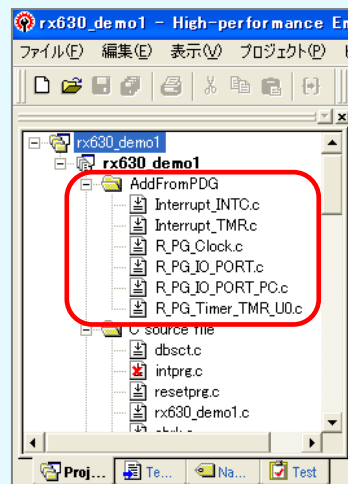 rx630_demo1 - High-performance Em
ファイル(F) 編集(E) 表示(V) プロジェクト(P)
rx630_demo1
rx630_demo1
AddFromPDG
Interrupt_INTC.c
Interrupt_TMR.c
R_PG_Clock.c
R_PG_IO_PORT.c
R_PG_IO_PORT_PC.c
R_PG_Timer_TMR_U0.c
C source file
dbsct.c
intprg.c
resetprg.c
rx630_demo1.c
Proj... Te... Na... Test